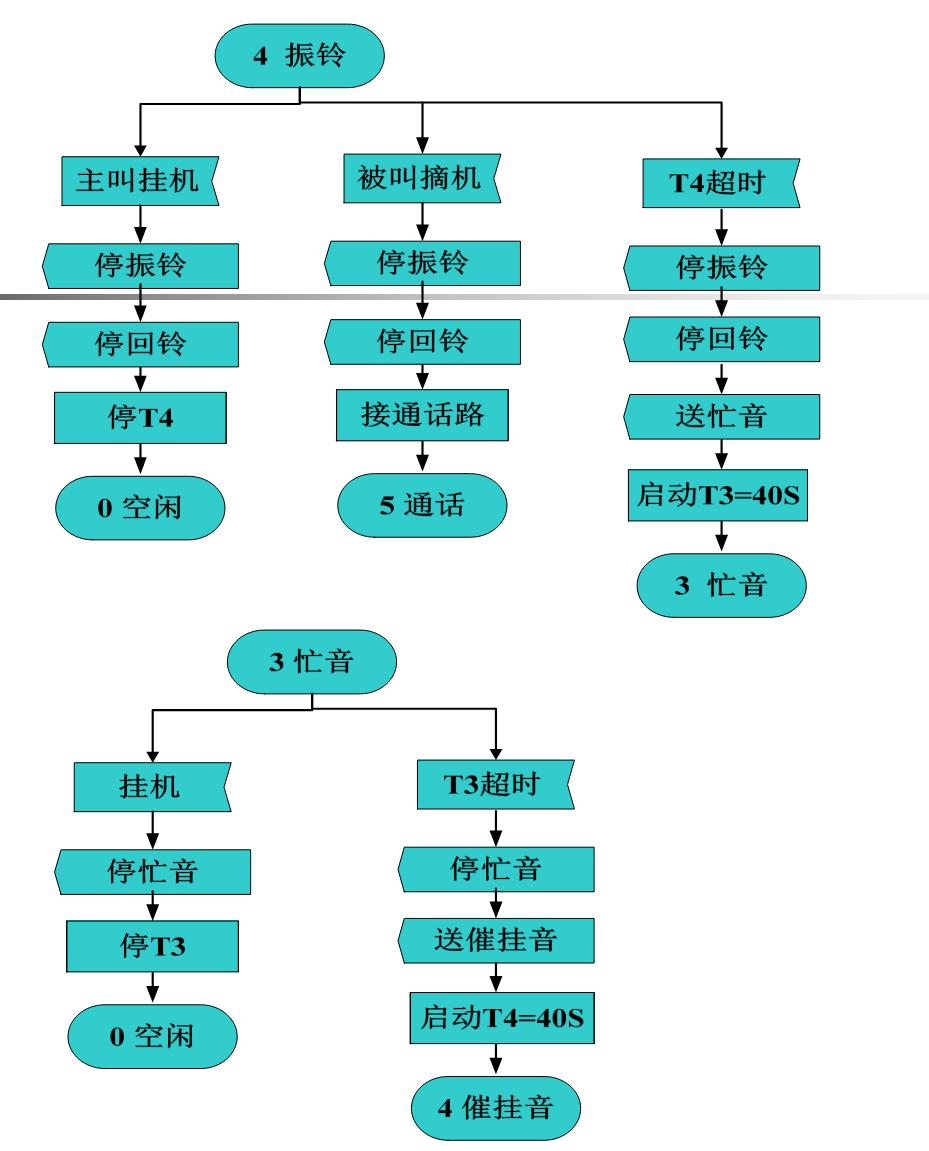 4 振铃
主叫挂机
停振铃
停回铃
停T4
0 空闲
被叫摘机
停振铃
停回铃
接通话路
5 通话
T4超时
停振铃
停回铃
送忙音
启动T3=40S
3 忙音
3 忙音
挂机
停忙音
停T3
0 空闲
T3超时
停忙音
送催挂音
启动T4=40S
4 催挂音